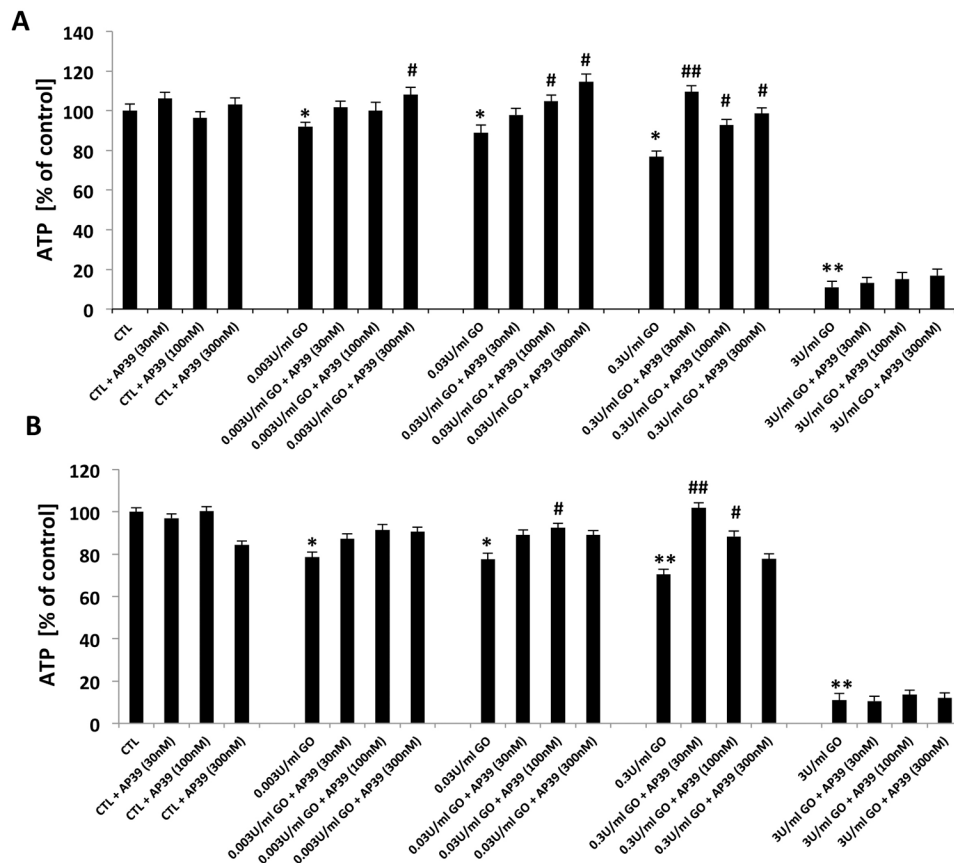 A
ATP [% of control]
140
120
100
80
60
40
20
0
*
#
*
#
#
*
##
#
#
**
CTL
CTL + AP39 (30nM)
CTL + AP39 (100nM)
CTL + AP39 (300nM)
0.003U/ml GO
0.003U/ml GO + AP39 (30nM)
0.003U/ml GO + AP39 (100nM)
0.003U/ml GO + AP39 (300nM)
0.03U/ml GO
0.03U/ml GO + AP39 (30nM)
0.03U/ml GO + AP39 (100nM)
0.03U/ml GO + AP39 (300nM)
0.3U/ml GO
0.3U/ml GO + AP39 (30nM)
0.3U/ml GO + AP39 (100nM)
0.3U/ml GO + AP39 (300nM)
3U/ml GO
3U/ml GO + AP39 (30nM)
3U/ml GO + AP39 (100nM)
3U/ml GO + AP39 (300nM)
B
ATP [% of control]
120
100
80
60
40
20
0
*
*
#
**
##
#
**
CTL
CTL + AP39 (30nM)
CTL + AP39 (100nM)
CTL + AP39 (300nM)
0.003U/ml GO
0.003U/ml GO + AP39 (30nM)
0.003U/ml GO + AP39 (100nM)
0.003U/ml GO + AP39 (300nM)
0.03U/ml GO
0.03U/ml GO + AP39 (30nM)
0.03U/ml GO + AP39 (100nM)
0.03U/ml GO + AP39 (300nM)
0.3U/ml GO
0.3U/ml GO + AP39 (30nM)
0.3U/ml GO + AP39 (100nM)
0.3U/ml GO + AP39 (300nM)
3U/ml GO
3U/ml GO + AP39 (30nM)
3U/ml GO + AP39 (100nM)
3U/ml GO + AP39 (300nM)